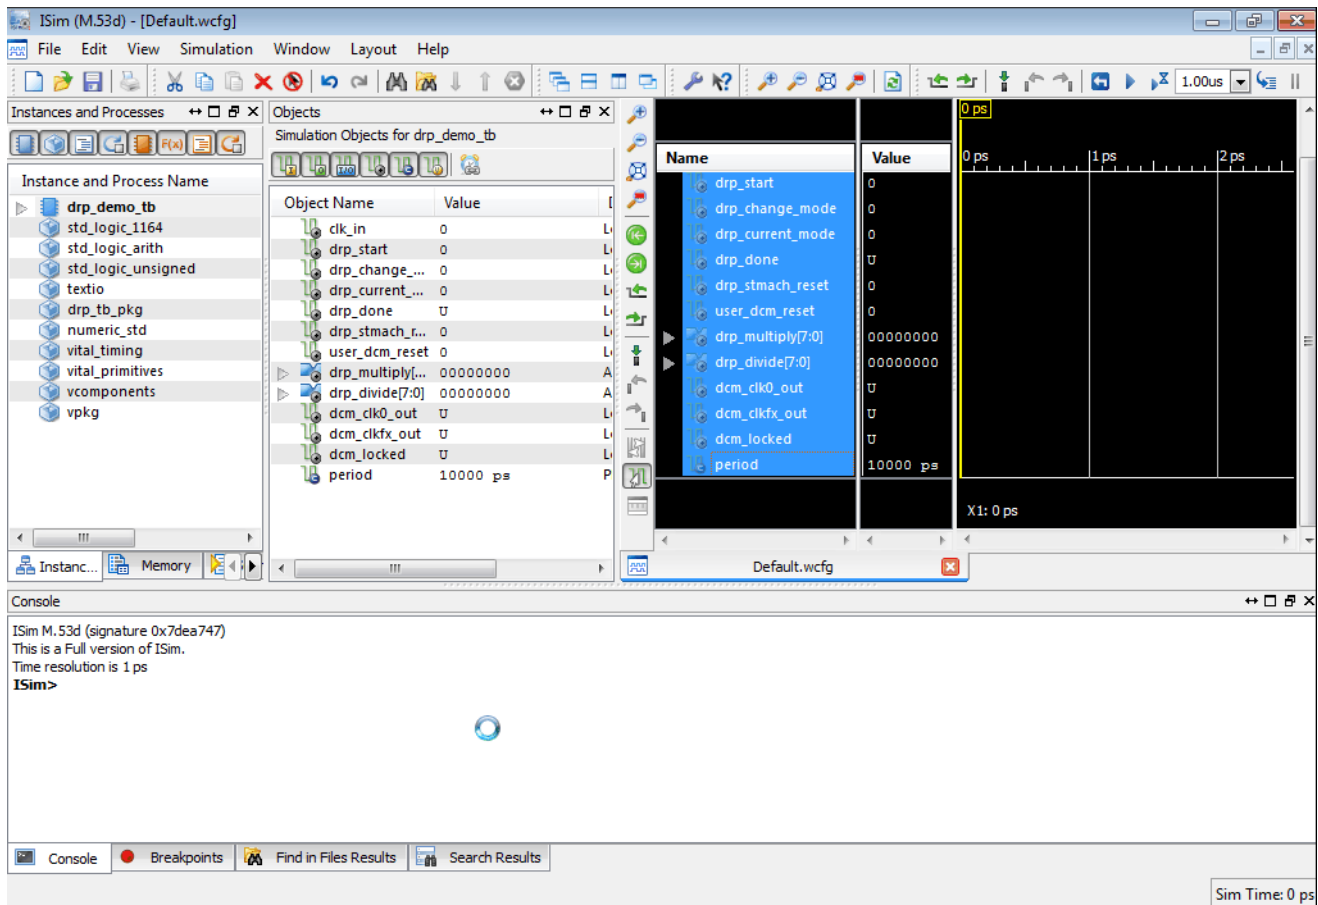 ISim (M.53d) - [Default.wcfg]
File Edit View Simulation Window Layout Help
1.00us
Instances and Processes
Instance and Process Name
drp_demo_tb
std_logic_1164
std_logic_arith
std_logic_unsigned
textio
drp_tb_pkg
numeric_std
vital_timing
vital_primitives
vcomponents
vpkg
Instanc... Memory
Objects
Simulation Objects for drp_demo_tb
Object Name Value
clk_in 0
drp_start 0
drp_change_... 0
drp_current_... 0
drp_done U
drp_stmach_r... 0
user_dcm_reset 0
drp_multiply[... 00000000 A
drp_divide[7:0] 00000000 A
dcm_clk0_out U
dcm_clkfx_out U
dcm_locked U
period 10000 ps P
Name Value
drp_start 0
drp_change_mode 0
drp_current_mode 0
drp_done U
drp_stmach_reset 0
user_dcm_reset 0
drp_multiply[7:0] 00000000
drp_divide[7:0] 00000000
dcm_clk0_out U
dcm_clkfx_out U
dcm_locked U
period 10000 ps
0 ps
0 ps 1 ps 2 ps
X1: 0 ps
Default.wcfg
Console
ISim M.53d (signature 0x7dea747)
This is a Full version of ISim.
Time resolution is 1 ps
ISim>
Console Breakpoints Find in Files Results Search Results
Sim Time: 0 ps